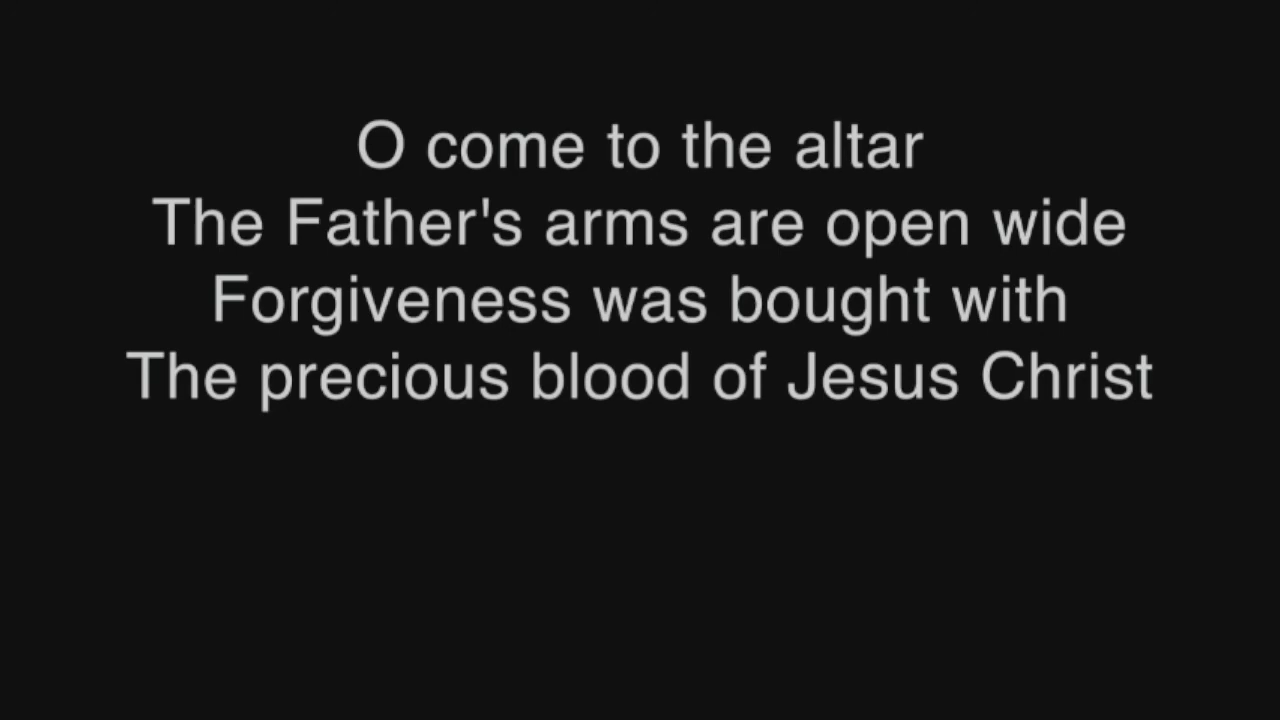 O come to the altar
The Father's arms are open wide
Forgiveness was bought with
The precious blood of Jesus Christ